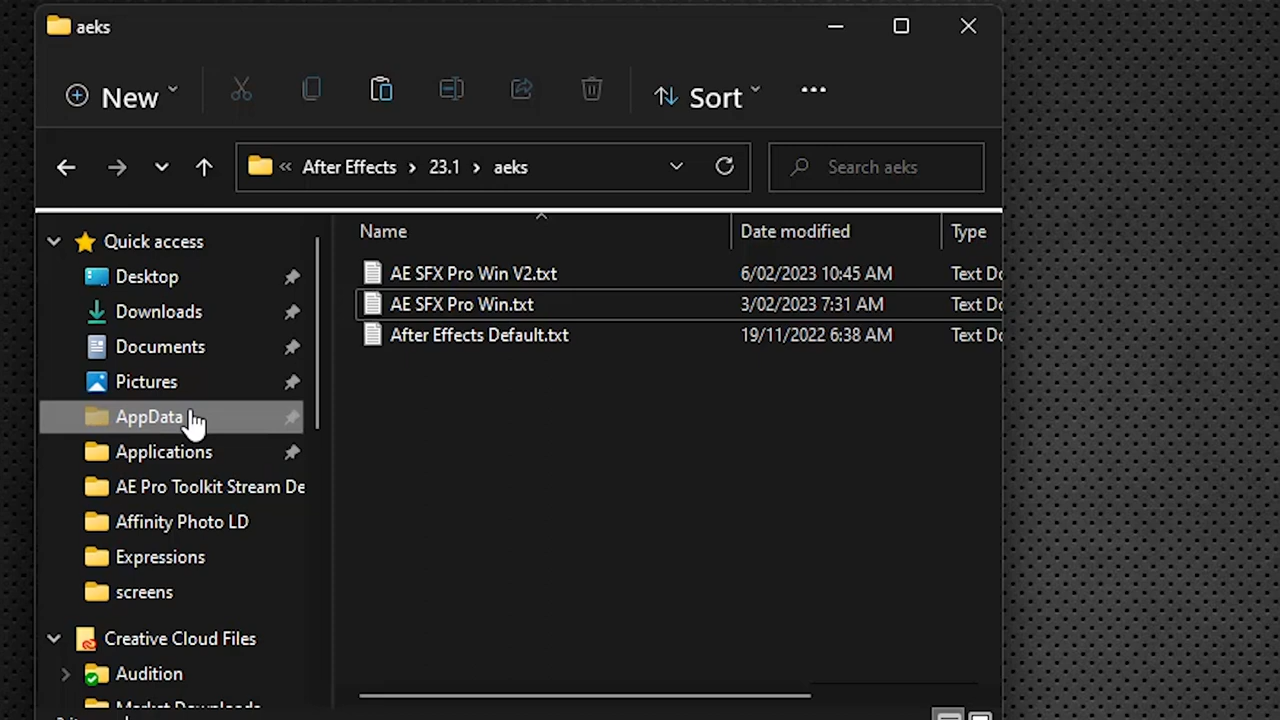 aeks
New
Sort
After Effects
23.1
aeks
Search aeks
Name
Date modified
Type
Quick access
Desktop
Downloads
Documents
Pictures
AppData
Applications
AE Pro Toolkit Stream De
Affinity Photo LD
Expressions
screens
Creative Cloud Files
Audition
AE SFX Pro Win V2.txt 6/02/2023 10:45 AM Text Do
AE SFX Pro Win.txt 3/02/2023 7:31 AM Text Do
After Effects Default.txt 19/11/2022 6:38 AM Text Do